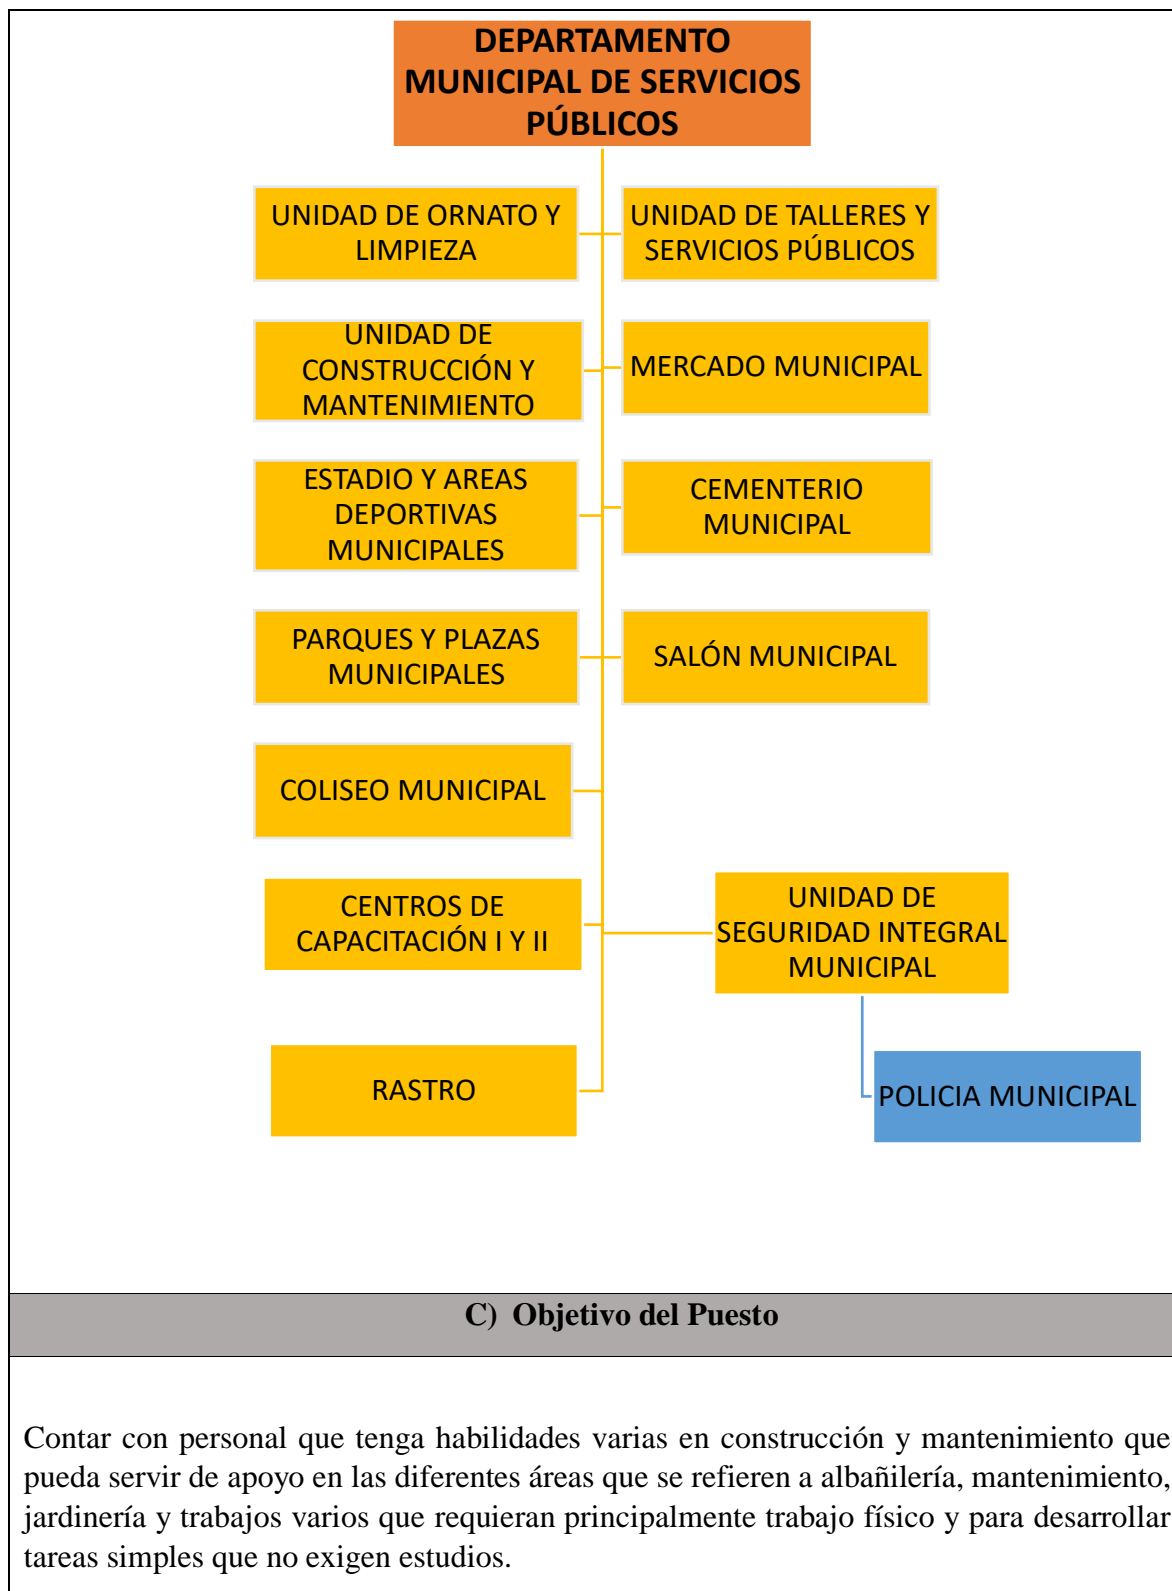 DEPARTAMENTO
MUNICIPAL DE SERVICIOS
PÚBLICOS
UNIDAD DE ORNATO Y
LIMPIEZA
UNIDAD DE TALLERES Y
SERVICIOS PÚBLICOS
UNIDAD DE
CONSTRUCCIÓN Y
MANTENIMIENTO
MERCADO MUNICIPAL
ESTADIO Y AREAS
DEPORTIVAS
MUNICIPALES
CEMENTERIO
MUNICIPAL
PARQUES Y PLAZAS
MUNICIPALES
SALÓN MUNICIPAL
COLISEO MUNICIPAL
CENTROS DE
CAPACITACIÓN I Y II
UNIDAD DE
SEGURIDAD INTEGRAL
MUNICIPAL
RASTRO
POLICIA MUNICIPAL
C) Objetivo del Puesto
Contar con personal que tenga habilidades varias en construcción y mantenimiento que
pueda servir de apoyo en las diferentes áreas que se refieren a albañilería, mantenimiento,
jardinería y trabajos varios que requieran principalmente trabajo físico y para desarrollar
tareas simples que no exigen estudios.